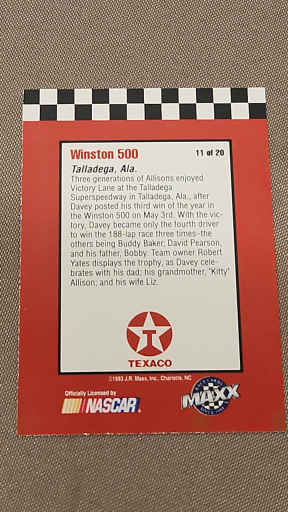 Winston 500 11 of 20
Talladega, Ala.
Three generations of Allisons enjoyed
Victory Lane at the Talladega
Superspeedway in Talladega, Ala., after
Davey posted his third win of the year in
the Winston 500 on May 3rd. With the vic-
tory, Davey became only the fourth driver
to win the 188-lap race three times--the
others being Buddy Baker, David Pearson,
and his father, Bobby. Team owner Robert
Yates displays the trophy, as Davey cele-
brates with his dad; his grandmother, "Kitty"
Allison; and his wife Liz.
T
TEXACO
©1993 J.R. Maxx, Inc., Charlotte, NC
Officially Licensed by
NASCAR
MAXX